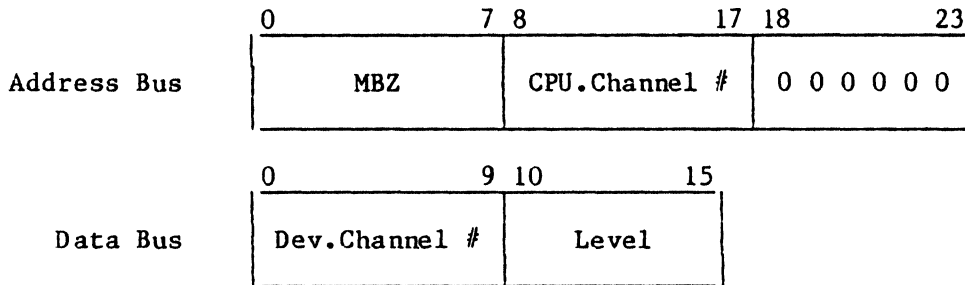 0 7 8 17 18 23
Address Bus MBZ CPU.Channel # 0 0 0 0 0 0
0 9 10 15
Data Bus Dev.Channel # Level